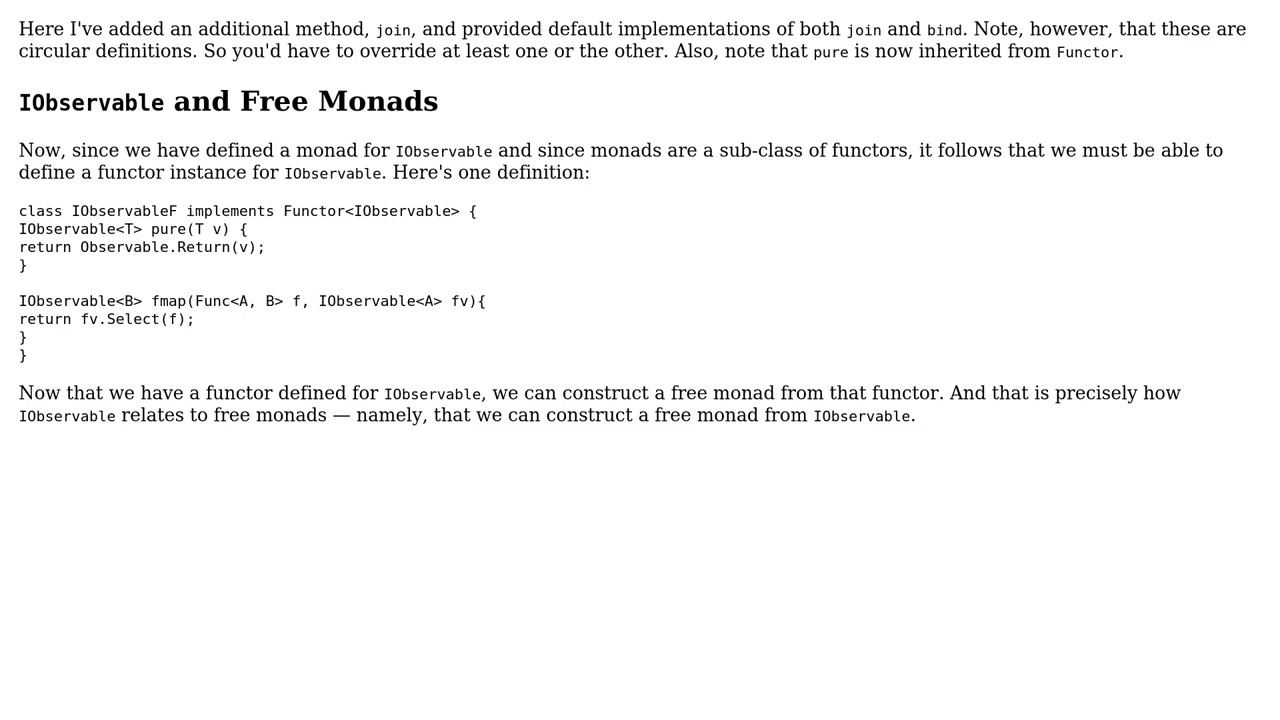 Here I've added an additional method, join, and provided default implementations of both join and bind. Note, however, that these are
circular definitions. So you'd have to override at least one or the other. Also, note that pure is now inherited from Functor.
IObservable and Free Monads
Now, since we have defined a monad for IObservable and since monads are a sub-class of functors, it follows that we must be able to
define a functor instance for IObservable. Here's one definition:
class IObservableF implements Functor<IObservable> {
IObservable<T> pure(T v) {
return Observable.Return(v);
}
IObservable<B> fmap(Func<A, B> f, IObservable<A> fv){
return fv.Select(f);
}
}
Now that we have a functor defined for IObservable, we can construct a free monad from that functor. And that is precisely how
IObservable relates to free monads — namely, that we can construct a free monad from IObservable.